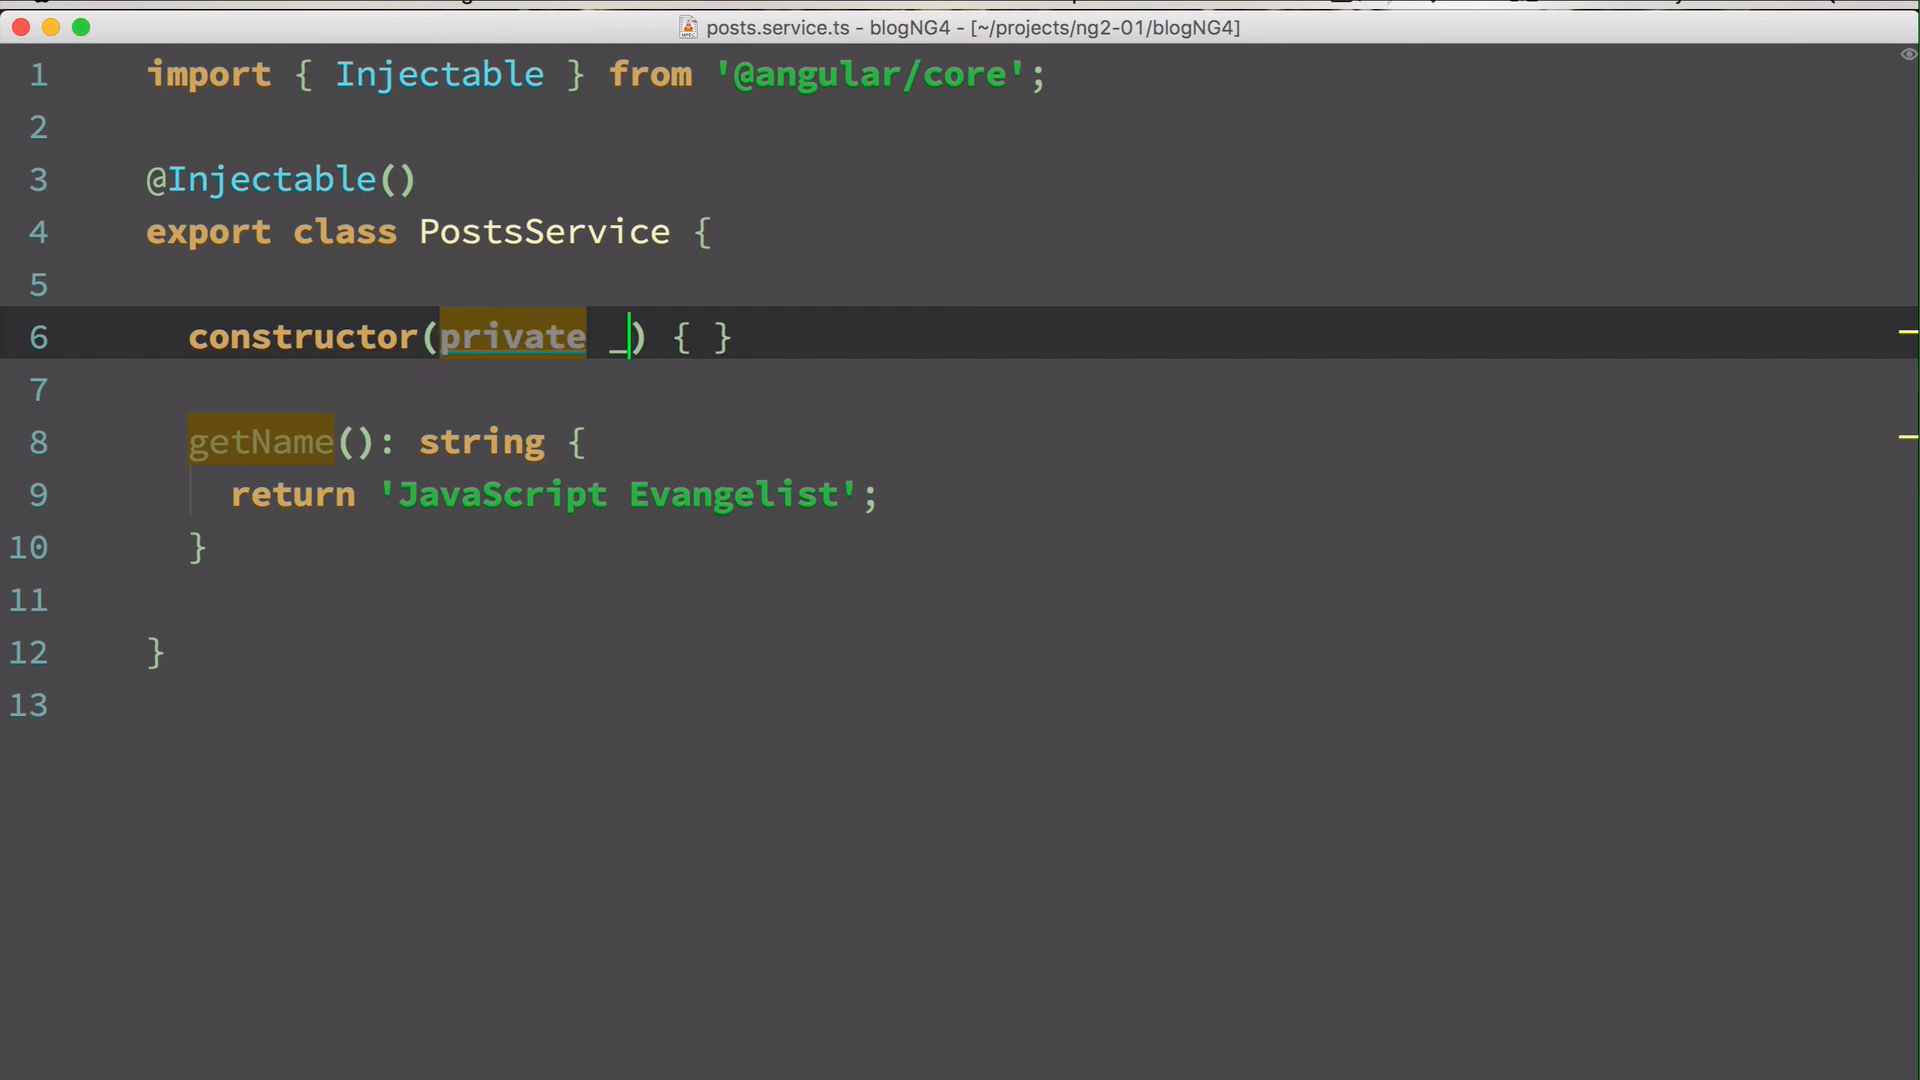 posts.service.ts - blogNG4 - [~/projects/ng2-01/blogNG4]
1 import { Injectable } from '@angular/core';
2
3 @Injectable()
4 export class PostsService {
5
6 constructor(private _) { }
7
8 getName(): string {
9 return 'JavaScript Evangelist';
10 }
11
12 }
13